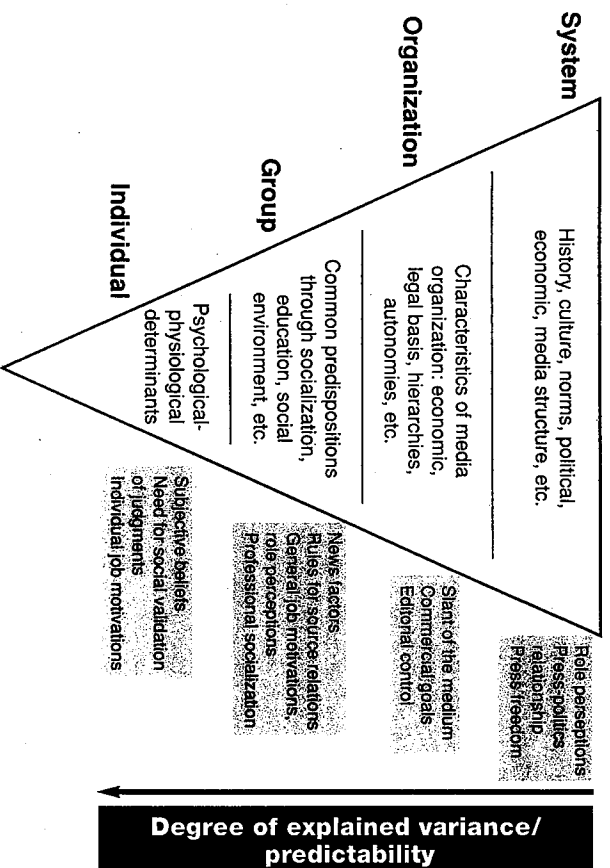 System
History, culture, norms, political,
economic, media structure, etc.
Role perseptions
Press-politics
relationship
Press freedom
Organization
Characteristics of media
organization: economic,
legal basis, hierarchies,
autonomies, etc.
Slant of the medium
Commercal goals
Editorial control
Group
Common predispositions
through socialization,
education, social
environment, etc.
News factors
Rules for source relations
General job motivations,
role perceptions
Professional socialization
Individual
Psychological-
physiological
determinants
Subjective beliefs
Need for social validation
of judgments
Individual job motivations
Degree of explained variance/
predictability